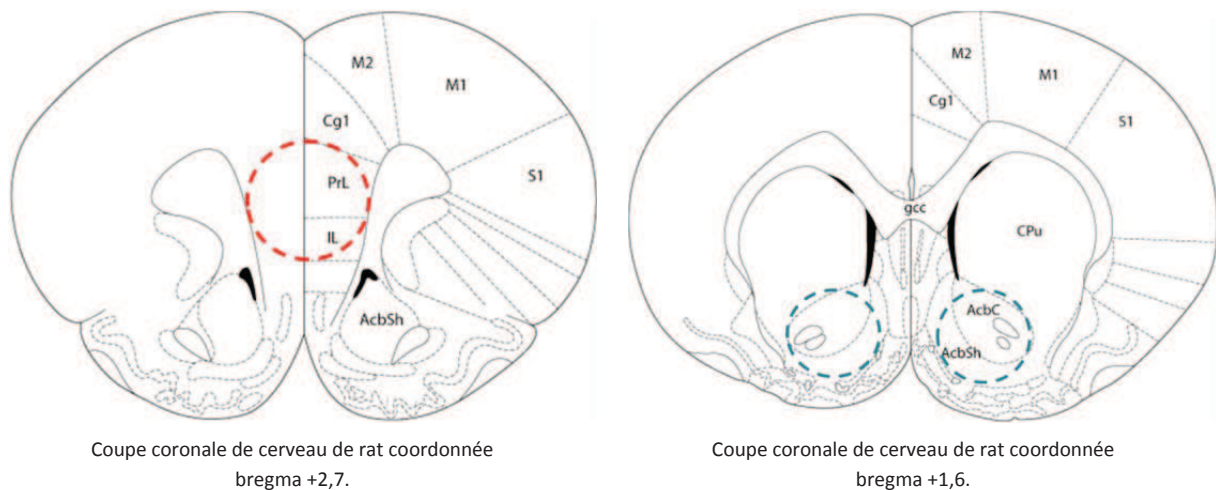 M2
M1
Cg1
S1
PrL
IL
AcbSh
Coupe coronale de cerveau de rat coordonnée
bregma +2,7.
M2
M1
Cg1
S1
gcc
CPu
AcbC
AcbSh
Coupe coronale de cerveau de rat coordonnée
bregma +1,6.